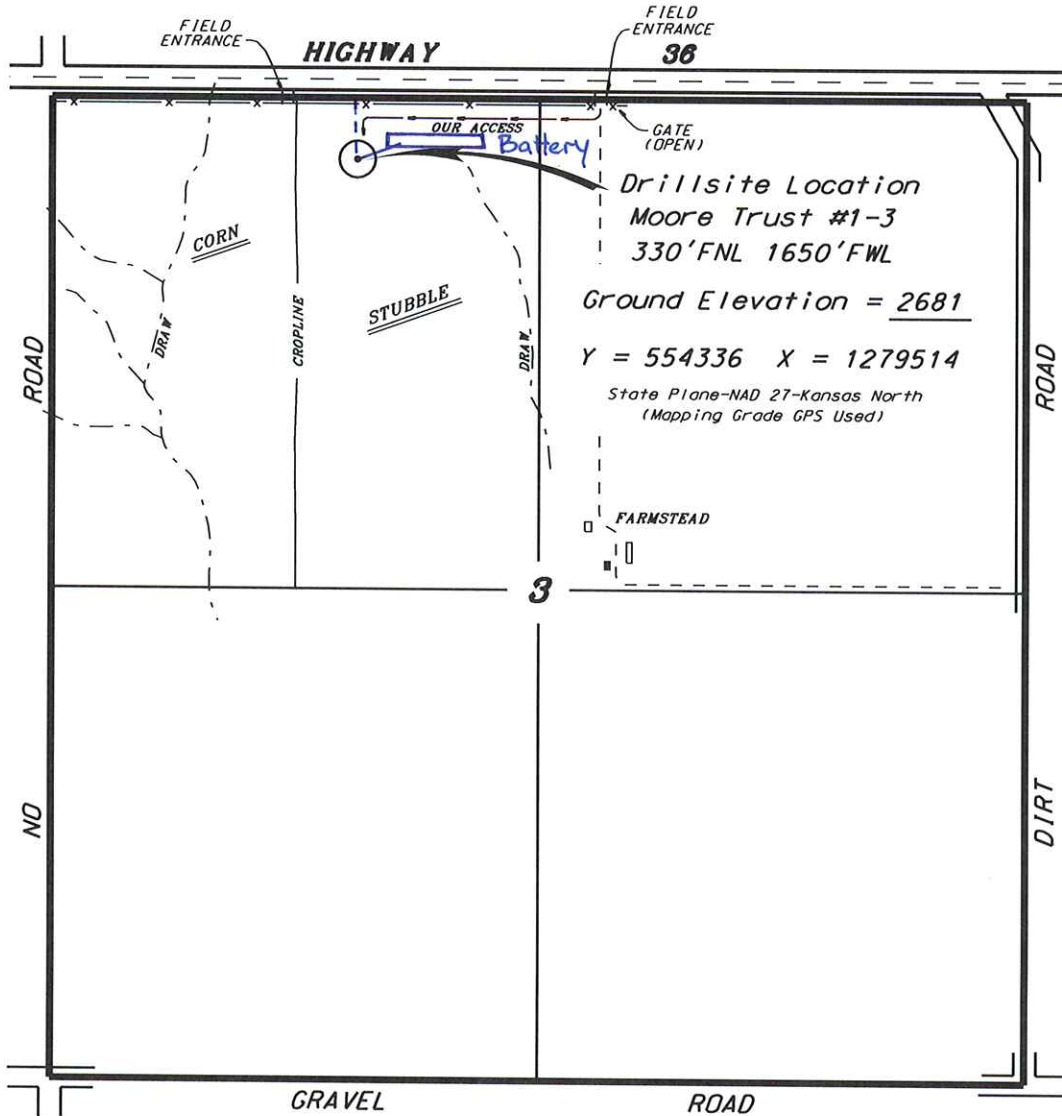 FIELD
ENTRANCE
FIELD
ENTRANCE
HIGHWAY 36
OUR ACCESS
GATE
(OPEN)
Battery
Drillsite Location
Moore Trust #1-3
330'FNL 1650'FWL
CORN
STUBBLE
Ground Elevation = 2681
DRAW
CROPLINE
DRAW
Y = 554336 X = 1279514
ROAD
ROAD
State Plane-NAD 27-Kansas North
(Mapping Grade GPS Used)
FARMSTEAD
3
NO
DIRT
GRAVEL ROAD